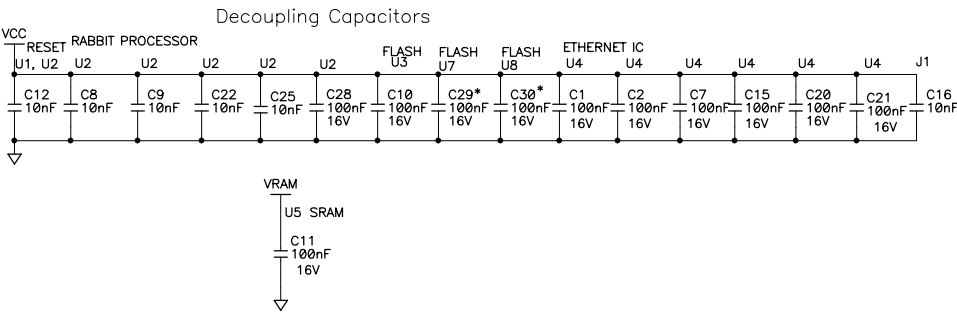 Decoupling Capacitors
VCC
RESET RABBIT PROCESSOR
FLASH FLASH FLASH ETHERNET IC
U1, U2 U2 U2 U2 U2 U2 U3 U7 U8 U4 U4 U4 U4 U4 U4 J1
C12 C8 C9 C22 C25 C28 C10 C29* C30* C1 C2 C7 C15 C20 C21 C16
10nF 10nF 10nF 10nF 10nF 100nF 100nF 100nF 100nF 100nF 100nF 100nF 100nF 100nF 100nF 10nF
16V 16V 16V 16V 16V 16V 16V 16V 16V 16V
VRAM
U5 SRAM
C11
100nF
16V